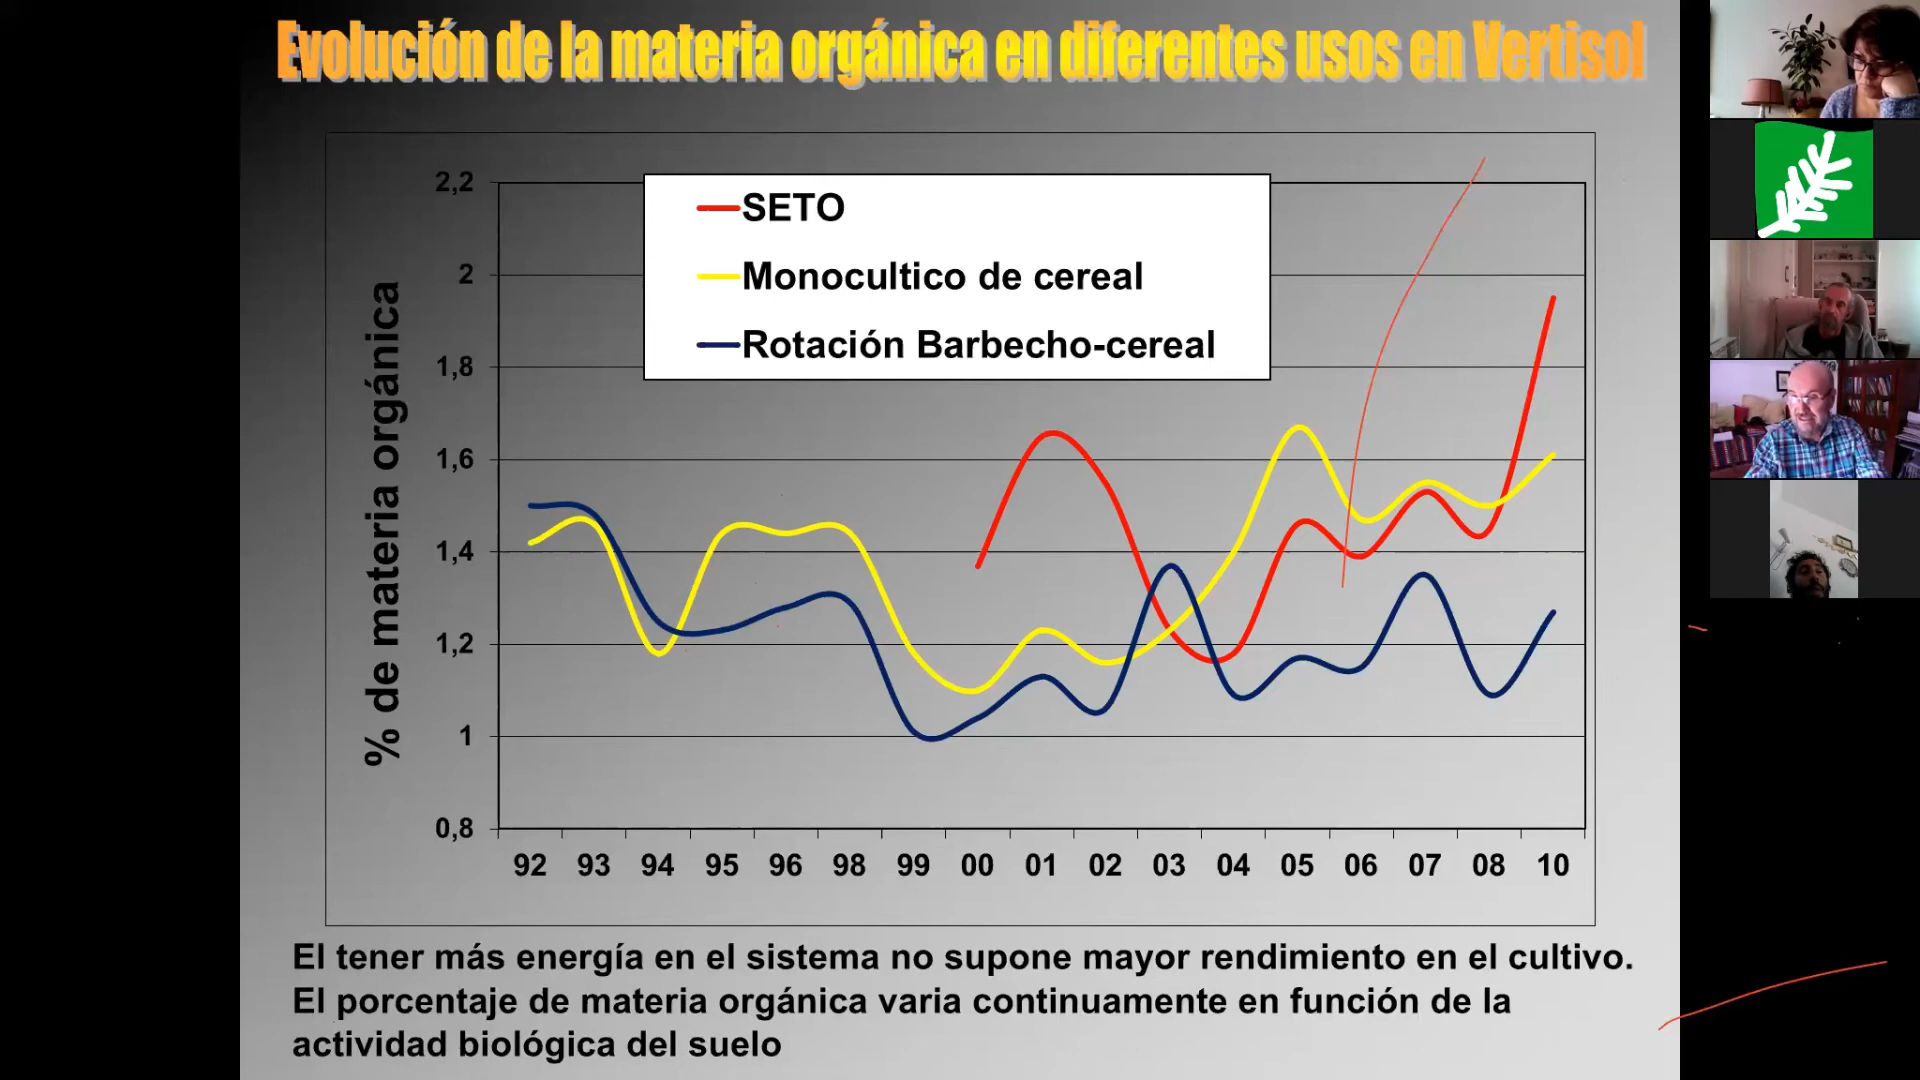 Evolución de la materia orgánica en diferentes usos en Vertisol
SETO
Monocultico de cereal
Rotación Barbecho-cereal
% de materia orgánica
2,2
2
1,8
1,6
1,4
1,2
1
0,8
92 93 94 95 96 98 99 00 01 02 03 04 05 06 07 08 10
El tener más energía en el sistema no supone mayor rendimiento en el cultivo.
El porcentaje de materia orgánica varia continuamente en función de la
actividad biológica del suelo